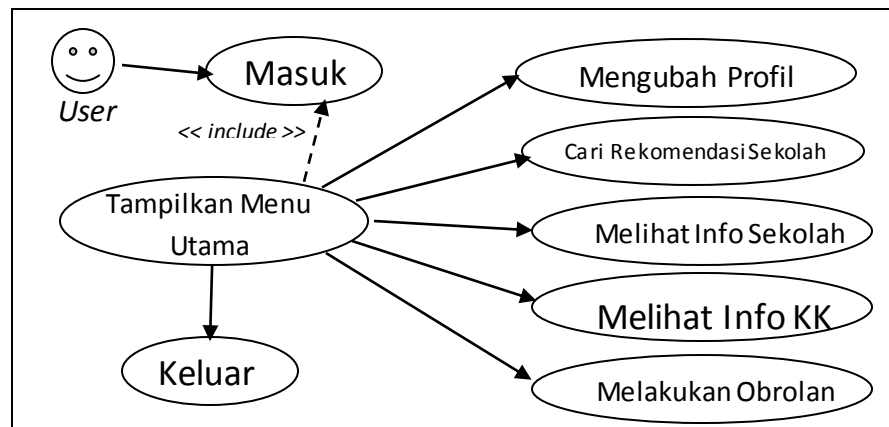 Masuk
User
<< include >>
Tampilkan Menu
Utama
Keluar
Mengubah Profil
Cari Rekomendasi Sekolah
Melihat Info Sekolah
Melihat Info KK
Melakukan Obrolan